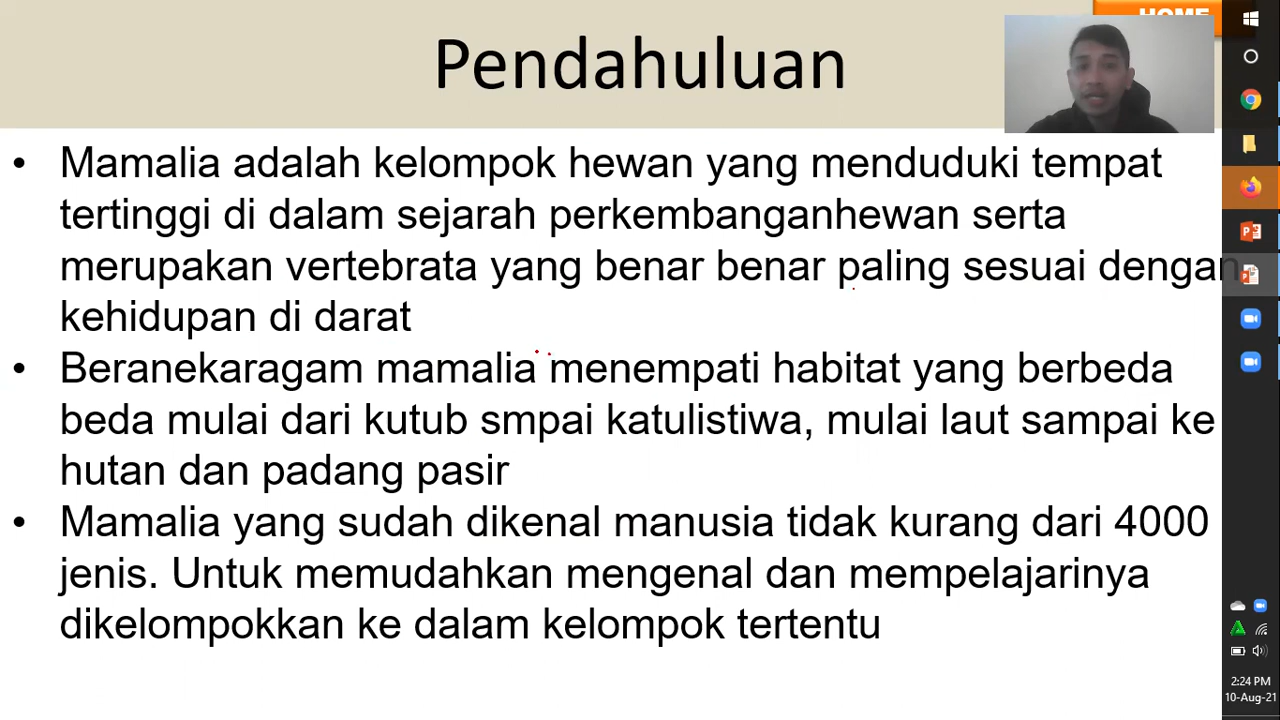 HOME
Pendahuluan
• Mamalia adalah kelompok hewan yang menduduki tempat
tertinggi di dalam sejarah perkembanganhewan serta
merupakan vertebrata yang benar benar paling sesuai dengan
kehidupan di darat
• Beranekaragam mamalia menempati habitat yang berbeda
beda mulai dari kutub smpai katulistiwa, mulai laut sampai ke
hutan dan padang pasir
• Mamalia yang sudah dikenal manusia tidak kurang dari 4000
jenis. Untuk memudahkan mengenal dan mempelajarinya
dikelompokkan ke dalam kelompok tertentu
2:24 PM
10-Aug-21